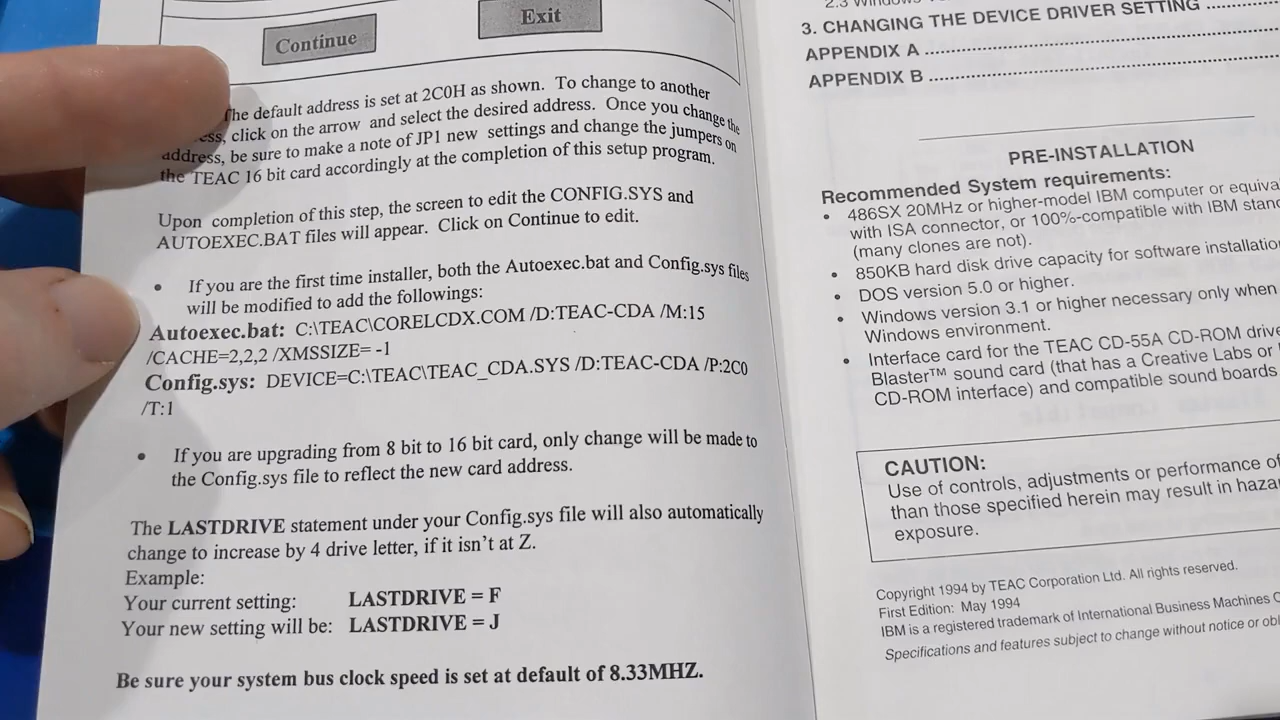 Continue
Exit
The default address is set at 2C0H as shown. To change to another
click on the arrow and select the desired address. Once you change the
address, be sure to make a note of JP1 new settings and change the jumpers on
the TEAC 16 bit card accordingly at the completion of this setup program.
Upon completion of this step, the screen to edit the CONFIG.SYS and
AUTOEXEC.BAT files will appear. Click on Continue to edit.
• If you are the first time installer, both the Autoexec.bat and Config.sys files
will be modified to add the followings:
Autoexec.bat: C:\TEAC\CORELCDX.COM /D:TEAC-CDA /M:15
/CACHE=2,2,2 /XMSSIZE= -1
Config.sys: DEVICE=C:\TEAC\TEAC_CDA.SYS /D:TEAC-CDA /P:2C0
/T:1
• If you are upgrading from 8 bit to 16 bit card, only change will be made to
the Config.sys file to reflect the new card address.
The LASTDRIVE statement under your Config.sys file will also automatically
change to increase by 4 drive letter, if it isn't at Z.
Example:
Your current setting: LASTDRIVE = F
Your new setting will be: LASTDRIVE = J
Be sure your system bus clock speed is set at default of 8.33MHZ.
3. CHANGING THE DEVICE DRIVER SETTING
APPENDIX A
APPENDIX B
PRE-INSTALLATION
Recommended System requirements:
• 486SX 20MHz or higher-model IBM computer or
with ISA connector, or 100%-compatible with IBM
(many clones are not).
• 850KB hard disk drive capacity for software
• DOS version 5.0 or higher.
• Windows version 3.1 or higher necessary only when
Windows environment.
• Interface card for the TEAC CD-55A CD-ROM
Blaster™ sound card (that has a Creative Labs or
CD-ROM interface) and compatible sound boards
CAUTION:
Use of controls, adjustments or performance of
than those specified herein may result in
exposure.
Copyright 1994 by TEAC Corporation Ltd. All rights reserved.
First Edition: May 1994
IBM is a registered trademark of International Business Machines
Specifications and features subject to change without notice or